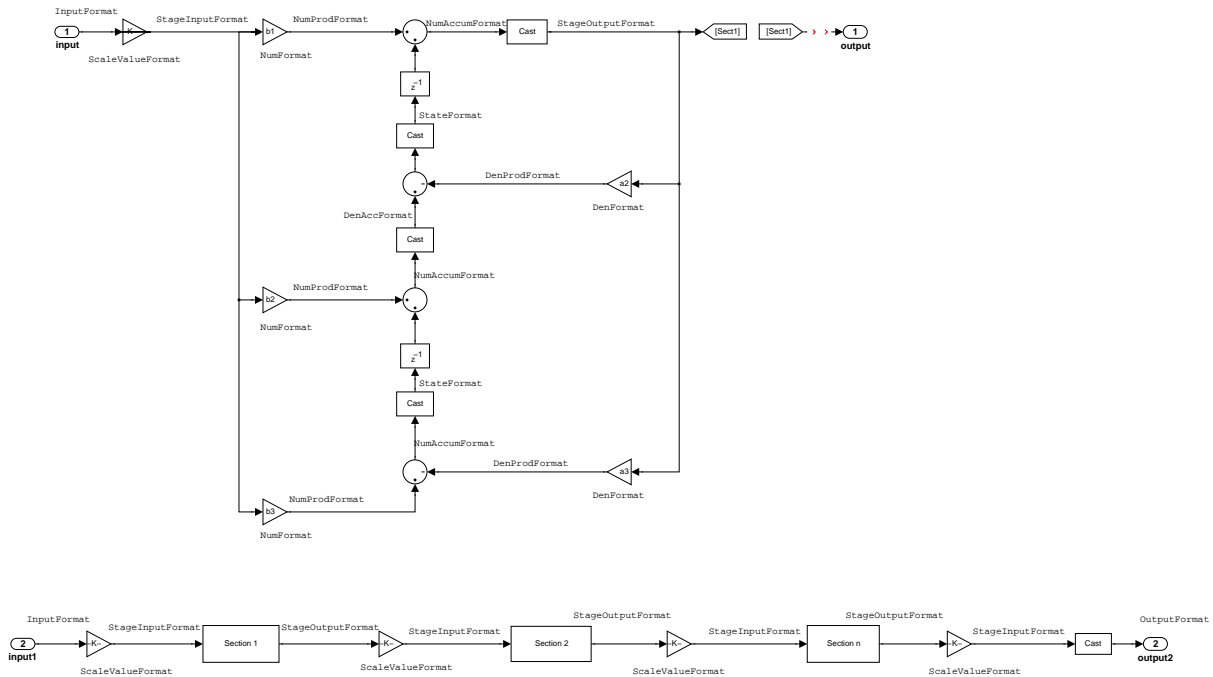 InputFormat
StageInputFormat
NumProdFormat
NumAccumFormat
StageOutputFormat
1
K
b1
Cast
[Sect1]
[Sect1]
1
input
output
ScaleValueFormat
NumFormat
z−1
StateFormat
Cast
DenProdFormat
a2
DenFormat
DenAccFormat
Cast
NumAccumFormat
NumProdFormat
b2
NumFormat
z−1
StateFormat
Cast
NumAccumFormat
DenProdFormat
a3
DenFormat
NumProdFormat
b3
NumFormat
InputFormat
StageInputFormat
StageOutputFormat
StageInputFormat
StageOutputFormat
StageInputFormat
StageOutputFormat
StageInputFormat
OutputFormat
2
−K−
Section 1
−K−
Section 2
−K−
Section n
−K−
Cast
2
input1
output2
ScaleValueFormat
ScaleValueFormat
ScaleValueFormat
ScaleValueFormat